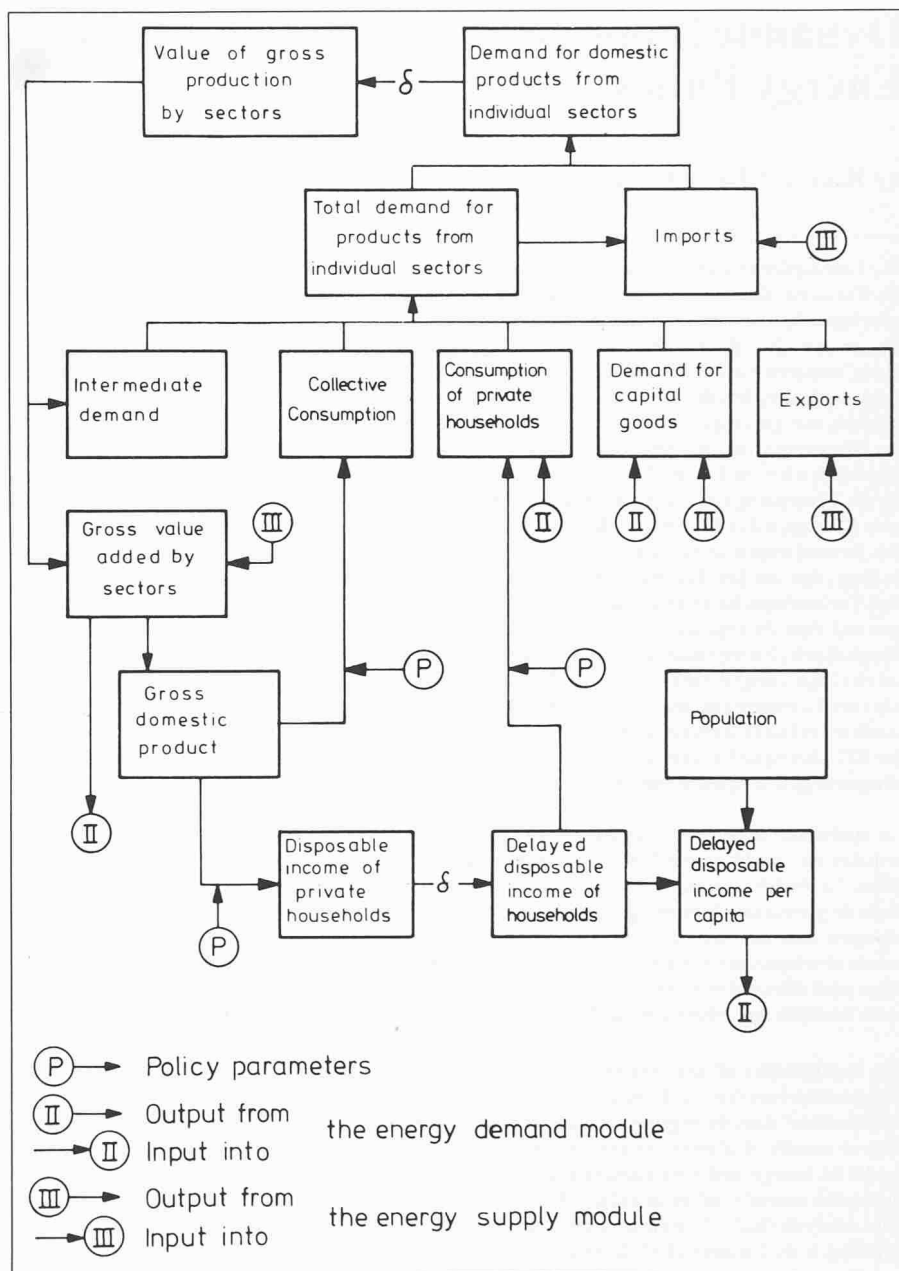 Value of gross
production
by sectors
δ
Demand for domestic
products from
individual sectors
Total demand for
products from
individual sectors
Imports
III
Intermediate
demand
Collective
Consumption
Consumption
of private
households
Demand for
capital
goods
Exports
II
II
III
III
Gross value
added by
sectors
III
P
P
Gross
domestic
product
Population
II
Disposable
income of
private
households
δ
Delayed
disposable
income of
households
Delayed
disposable
income per
capita
P
II
P Policy parameters
II Output from
the energy demand module
II Input into
III Output from
the energy supply module
III Input into